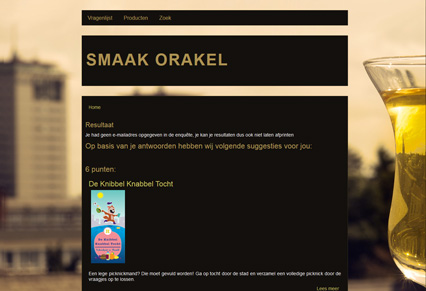 Vragenlijst Producten Zoek
SMAAK ORAKEL
Home
Resultaat
Je had geen e-mailadres opgegeven in de enquête, je kan je resultaten dus ook niet laten afprinten
Op basis van je antwoorden hebben wij volgende suggesties voor jou:
6 punten:
De Knibbel Knabbel Tocht
De Knibbel
Knabbel Tocht
Een lege picknickmand? Die moet gevuld worden! Ga op tocht door de stad en verzamel een volledige picknick door de
vraagjes op te lossen.
Lees meer